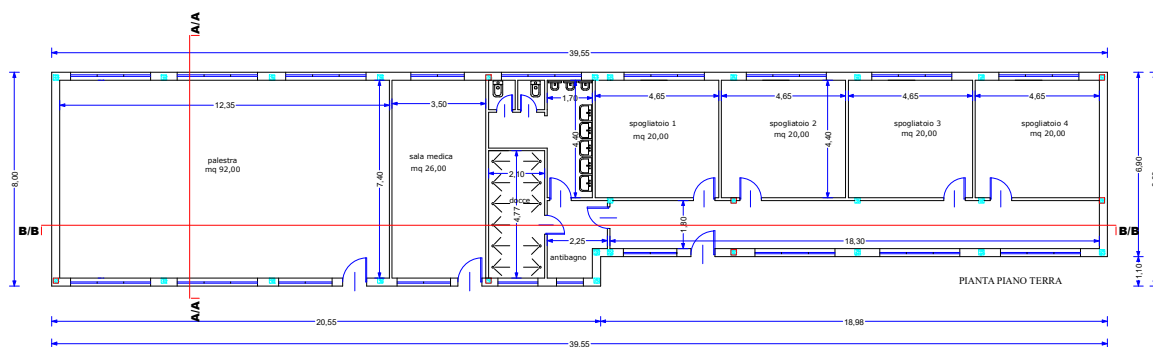 A/A
39,55
12,35
3,50
1,70
4,65
4,65
4,65
4,65
8,00
palestra
mq 92,00
7,40
sala medica
mq 26,00
4,40
spogliatoio 1
mq 20,00
spogliatoio 2
mq 20,00
4,40
spogliatoio 3
mq 20,00
spogliatoio 4
mq 20,00
6,90
2,10
docce
4,77
1,80
B/B
B/B
2,25
18,30
antibagno
1,10
PIANTA PIANO TERRA
A/A
20,55
18,98
39,55